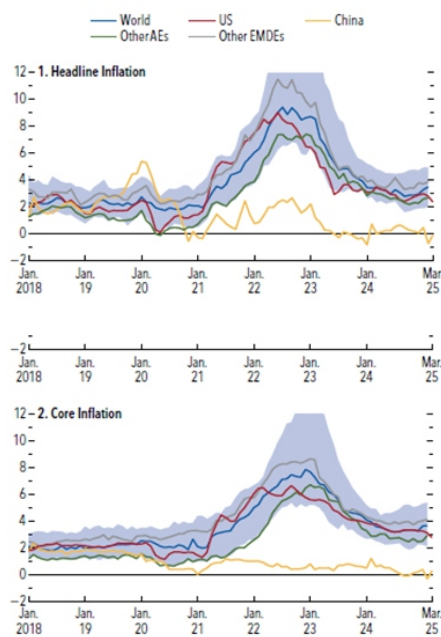 World US China
OtherAEs Other EMDEs
12 1. Headline Inflation
10
8
6
4
2
0
−2
Jan. Jan. Jan. Jan. Jan. Jan. Jan. Mar.
2018 19 20 21 22 23 24 25
−2
Jan. Jan. Jan. Jan. Jan. Jan. Jan. Mar.
2018 19 20 21 22 23 24 25
12 2. Core Inflation
10
8
6
4
2
0
−2
Jan. Jan. Jan. Jan. Jan. Jan. Jan. Mar.
2018 19 20 21 22 23 24 25